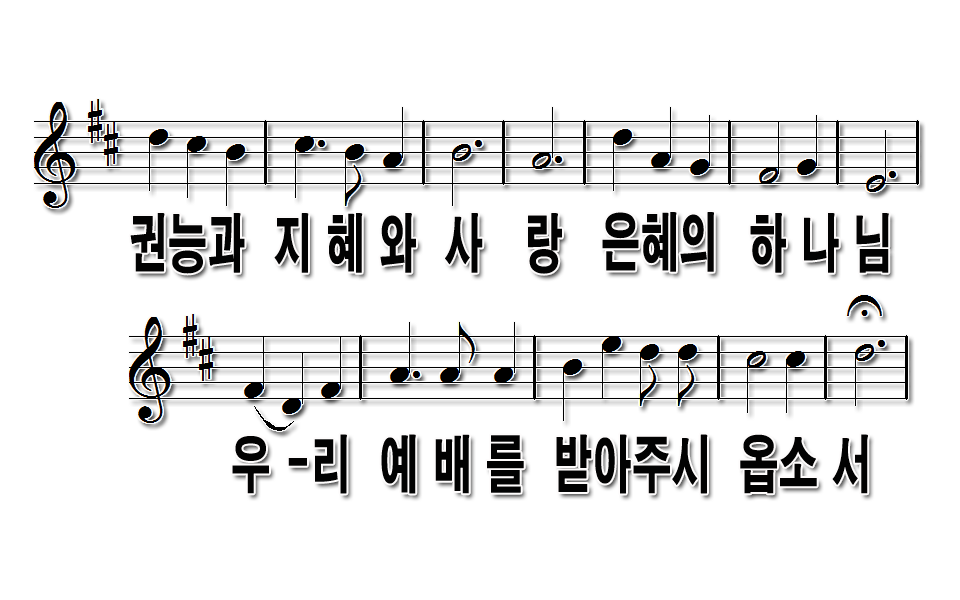 권능과 지 혜 와 사 랑 은혜의 하 나 님
우 -리 예 배 를 받아주시 옵소 서